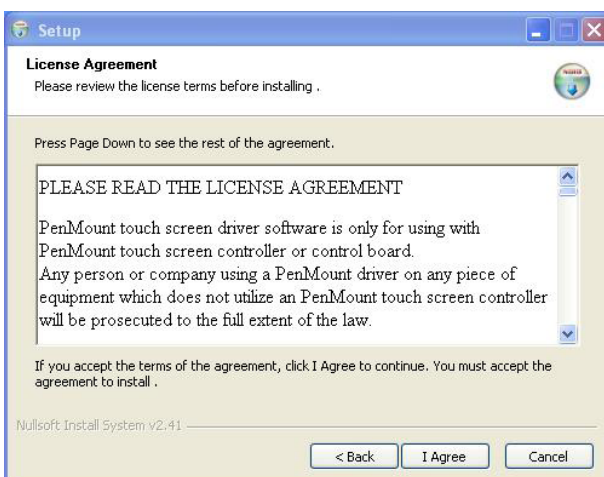 Setup
License Agreement
Please review the license terms before installing .
Press Page Down to see the rest of the agreement.
PLEASE READ THE LICENSE AGREEMENT
PenMount touch screen driver software is only for using with
PenMount touch screen controller or control board.
Any person or company using a PenMount driver on any piece of
equipment which does not utilize an PenMount touch screen controller
will be prosecuted to the full extent of the law.
If you accept the terms of the agreement, click I Agree to continue. You must accept the
agreement to install .
Nullsoft Install System v2.41
< Back
I Agree
Cancel